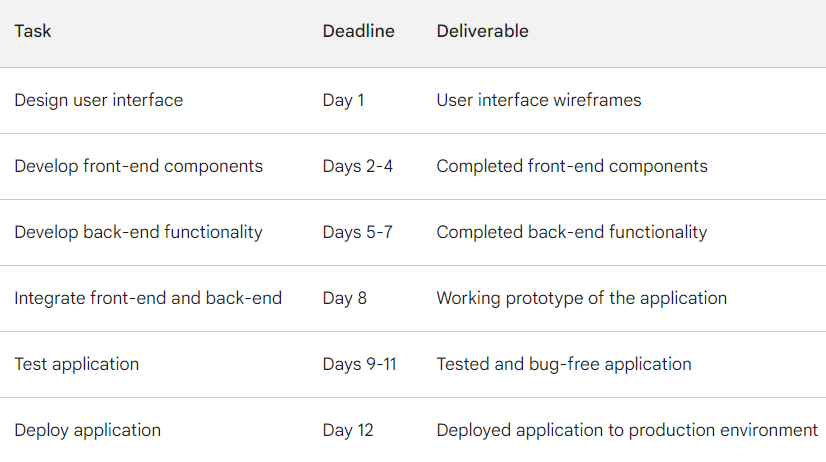 Task Deadline Deliverable
Design user interface Day 1 User interface wireframes
Develop front-end components Days 2-4 Completed front-end components
Develop back-end functionality Days 5-7 Completed back-end functionality
Integrate front-end and back-end Day 8 Working prototype of the application
Test application Days 9-11 Tested and bug-free application
Deploy application Day 12 Deployed application to production environment